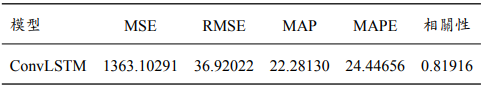 模型 MSE RMSE MAP MAPE 相關性
ConvLSTM 1363.10291 36.92022 22.28130 24.44656 0.81916